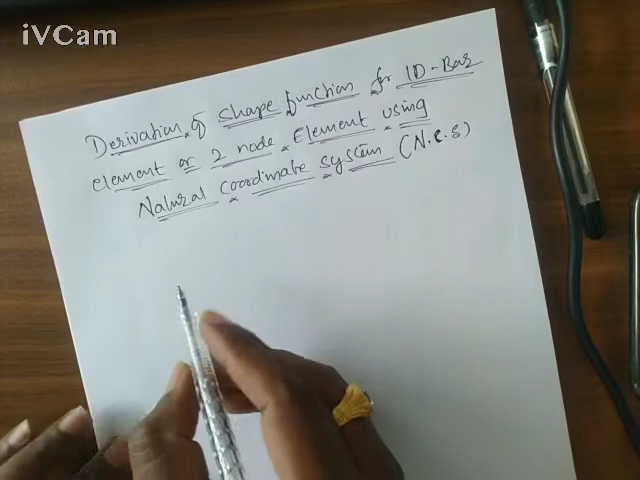 iVCam
Derivation of Shape function for 1D-Bar
element or 2 node Element using
Natural Coordinate system (N.C.S)